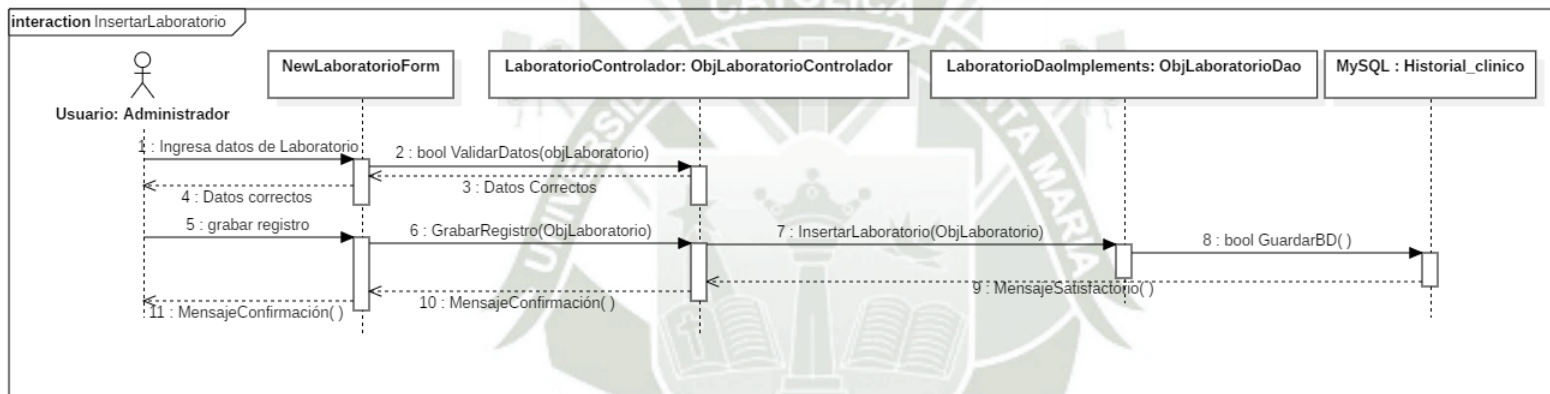 interaction InsertarLaboratorio
CATÓLICA
NewLaboratorioForm
LaboratorioControlador: ObjLaboratorioControlador
LaboratorioDaoImplements: ObjLaboratorioDao
MySQL : Historial_clinico
Usuario: Administrador
1 : Ingresa datos de Laboratorio
2 : bool ValidarDatos(objLaboratorio)
3 : Datos Correctos
4 : Datos correctos
5 : grabar registro
6 : GrabarRegistro(ObjLaboratorio)
7 : InsertarLaboratorio(ObjLaboratorio)
8 : bool GuardarBD( )
9 : MensajeSatisfactorio( )
10 : MensajeConfirmación( )
11 : MensajeConfirmación( )
MARIA